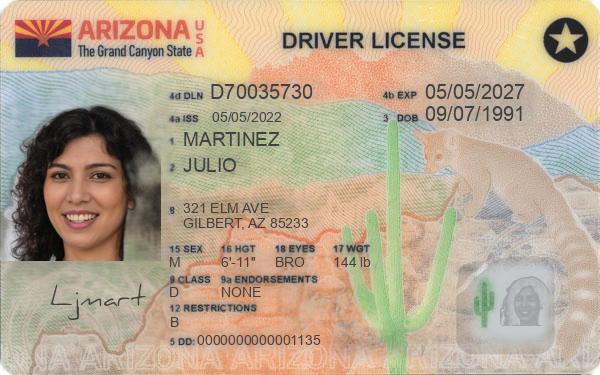 ARIZONA USA
The Grand Canyon State
DRIVER LICENSE
4d DLN D70035730
4b EXP 05/05/2027
4a ISS 05/05/2022
3 DOB 09/07/1991
1 MARTINEZ
2 JULIO
8 321 ELM AVE
GILBERT, AZ 85233
15 SEX 16 HGT 18 EYES 17 WGT
M 6'-11" BRO 144 lb
9 CLASS 9a ENDORSEMENTS
D NONE
12 RESTRICTIONS
B
5 DD: 0000000000001135
Ljmart
ARIZONA ARIZONA ARIZONA ARIZONA